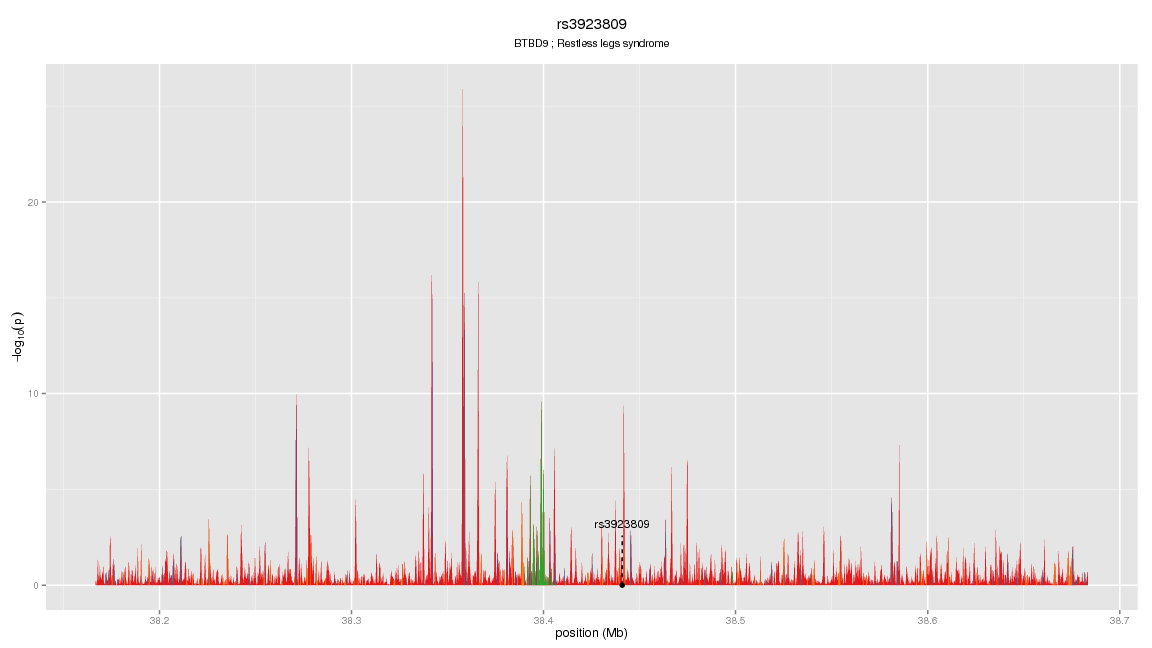 rs3923809
BTBD9 ; Restless legs syndrome
−log10(p)
20
10
0
rs3923809
38.2 38.3 38.4 38.5 38.6 38.7
position (Mb)